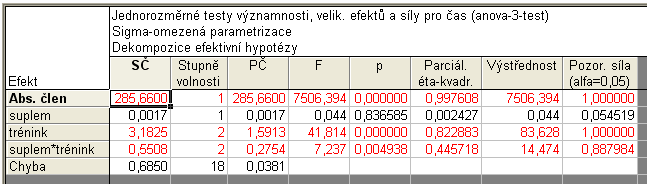 Jednorozměrné testy významnosti, velik. efektů a síly pro čas (anova-3-test)
Sigma-omezená parametrizace
Dekompozice efektivní hypotézy
Efekt SČ Stupně volnosti PČ F p Parciál. éta-kvadr. Výstřednost Pozor. síla (alfa=0,05)
Abs. člen 285,6600 1 285,6600 7506,394 0,000000 0,997608 7506,394 1,000000
suplem 0,0017 1 0,0017 0,044 0,836585 0,002427 0,044 0,054519
trénink 3,1825 2 1,5913 41,814 0,000000 0,822883 83,628 1,000000
suplem*trénink 0,5508 2 0,2754 7,237 0,004938 0,445718 14,474 0,887984
Chyba 0,6850 18 0,0381